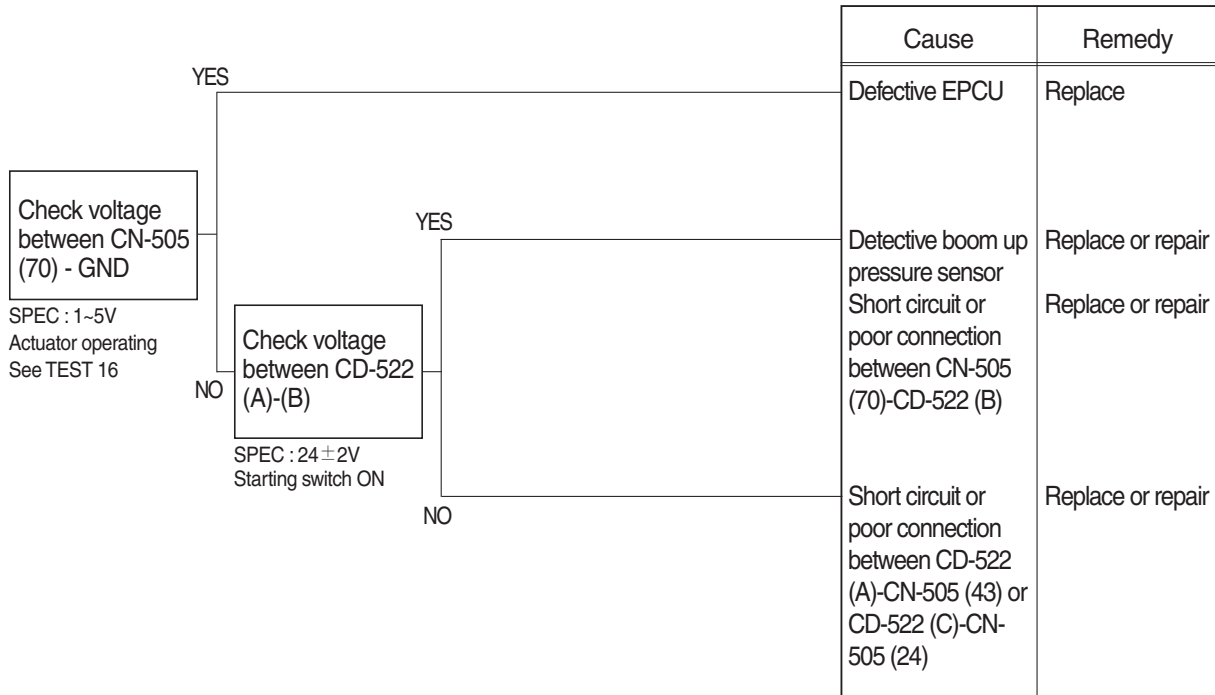 Cause Remedy
YES
Defective EPCU Replace
Check voltage
between CN-505
(70) - GND
SPEC : 1~5V
Actuator operating
See TEST 16
NO
Check voltage
between CD-522
(A)-(B)
SPEC : 24±2V
Starting switch ON
YES
Detective boom up Replace or repair
pressure sensor
Short circuit or Replace or repair
poor connection
between CN-505
(70)-CD-522 (B)
NO
Short circuit or Replace or repair
poor connection
between CD-522
(A)-CN-505 (43) or
CD-522 (C)-CN-
505 (24)